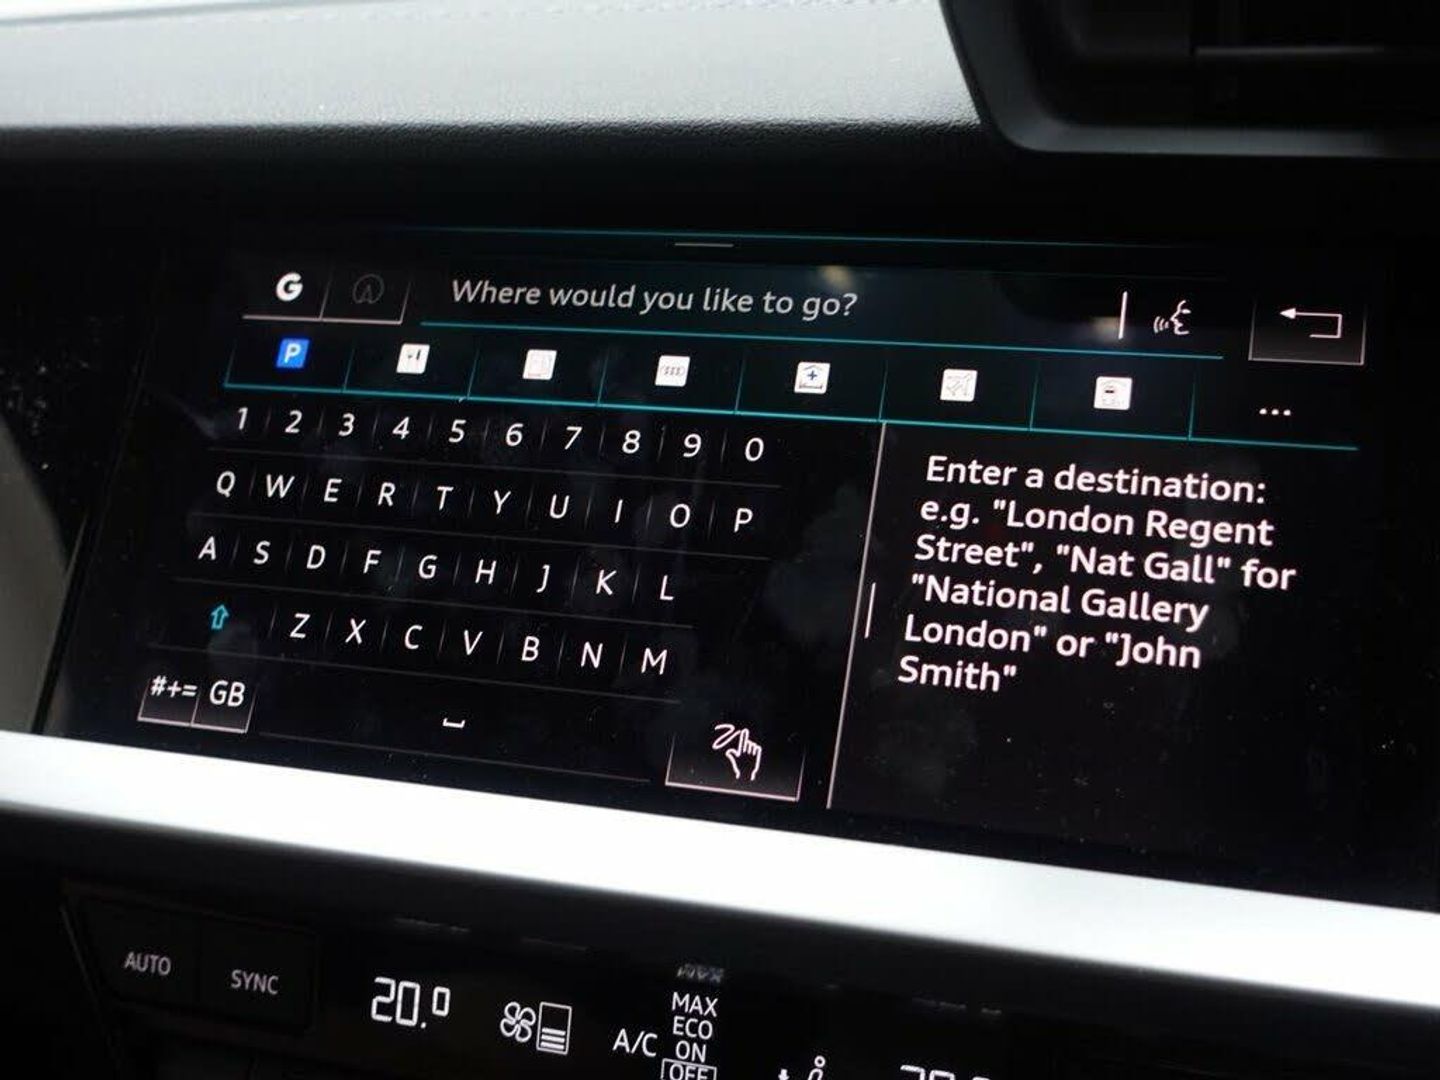 G
Where would you like to go?
P
...
1 2 3 4 5 6 7 8 9 0
Q W E R T Y U I O P
A S D F G H J K L
Z X C V B N M
#+= GB
Enter a destination:
e.g. "London Regent
Street", "Nat Gall" for
"National Gallery
London" or "John
Smith"
AUTO SYNC
20.0
A/C
MAX
ECO
ON
OFF